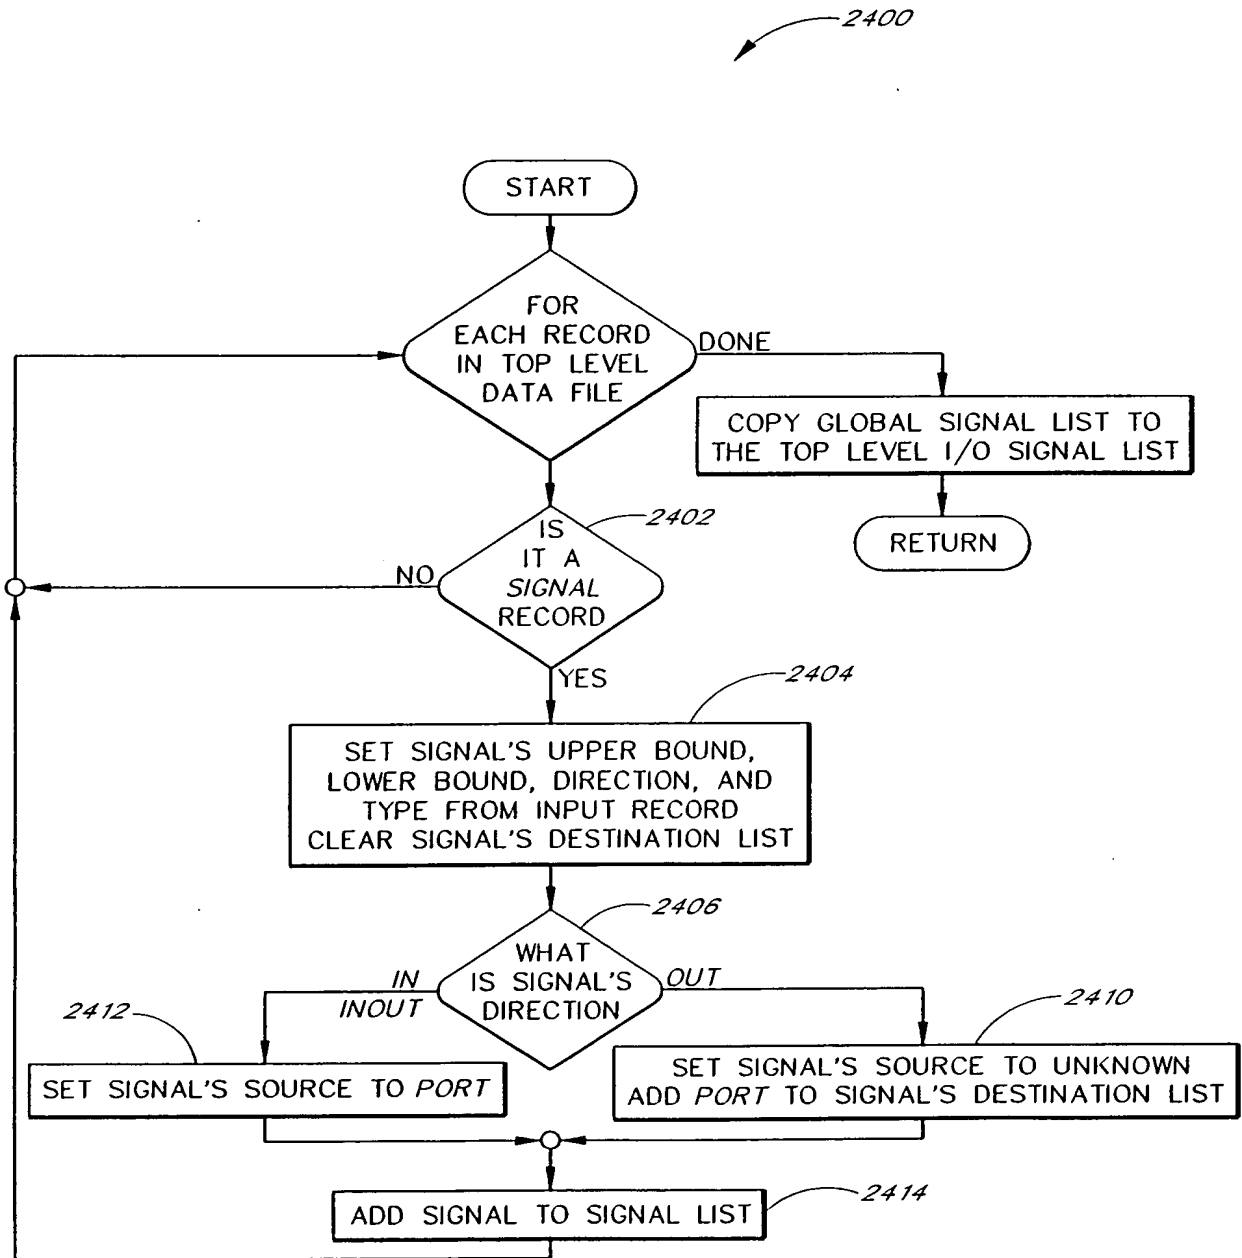 2400
START
FOR
EACH RECORD
IN TOP LEVEL
DATA FILE
DONE
COPY GLOBAL SIGNAL LIST TO
THE TOP LEVEL I/O SIGNAL LIST
RETURN
2402
IS
IT A
SIGNAL
RECORD
NO
YES
2404
SET SIGNAL'S UPPER BOUND,
LOWER BOUND, DIRECTION, AND
TYPE FROM INPUT RECORD
CLEAR SIGNAL'S DESTINATION LIST
2406
WHAT
IS SIGNAL'S
DIRECTION
IN
INOUT
OUT
2412
SET SIGNAL'S SOURCE TO PORT
2410
SET SIGNAL'S SOURCE TO UNKNOWN
ADD PORT TO SIGNAL'S DESTINATION LIST
2414
ADD SIGNAL TO SIGNAL LIST